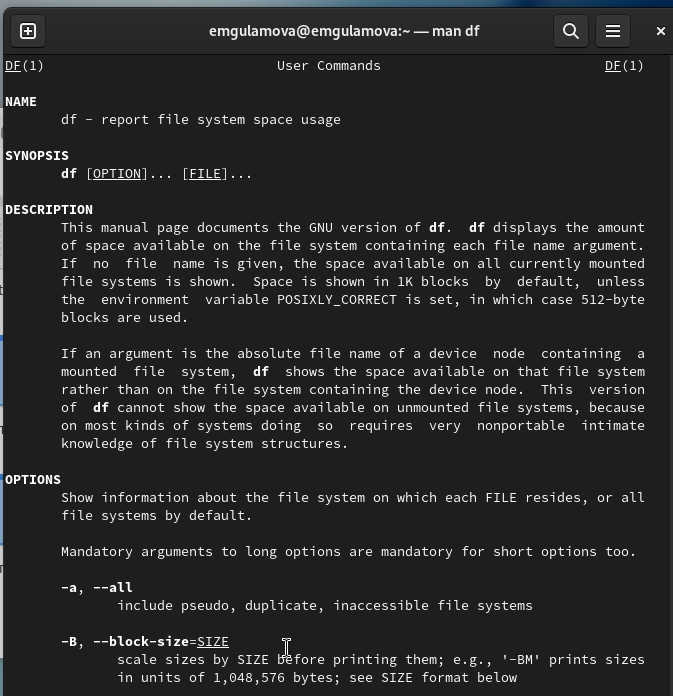 emgulamova@emgulamova:~ — man df
DF(1) User Commands DF(1)
NAME
df - report file system space usage
SYNOPSIS
df [OPTION]... [FILE]...
DESCRIPTION
This manual page documents the GNU version of df. df displays the amount
of space available on the file system containing each file name argument.
If no file name is given, the space available on all currently mounted
file systems is shown. Space is shown in 1K blocks by default, unless
the environment variable POSIXLY_CORRECT is set, in which case 512-byte
blocks are used.
If an argument is the absolute file name of a device node containing a
mounted file system, df shows the space available on that file system
rather than on the file system containing the device node. This version
of df cannot show the space available on unmounted file systems, because
on most kinds of systems doing so requires very nonportable intimate
knowledge of file system structures.
OPTIONS
Show information about the file system on which each FILE resides, or all
file systems by default.
Mandatory arguments to long options are mandatory for short options too.
-a, --all
include pseudo, duplicate, inaccessible file systems
-B, --block-size=SIZE
scale sizes by SIZE before printing them; e.g., '-BM' prints sizes
in units of 1,048,576 bytes; see SIZE format below